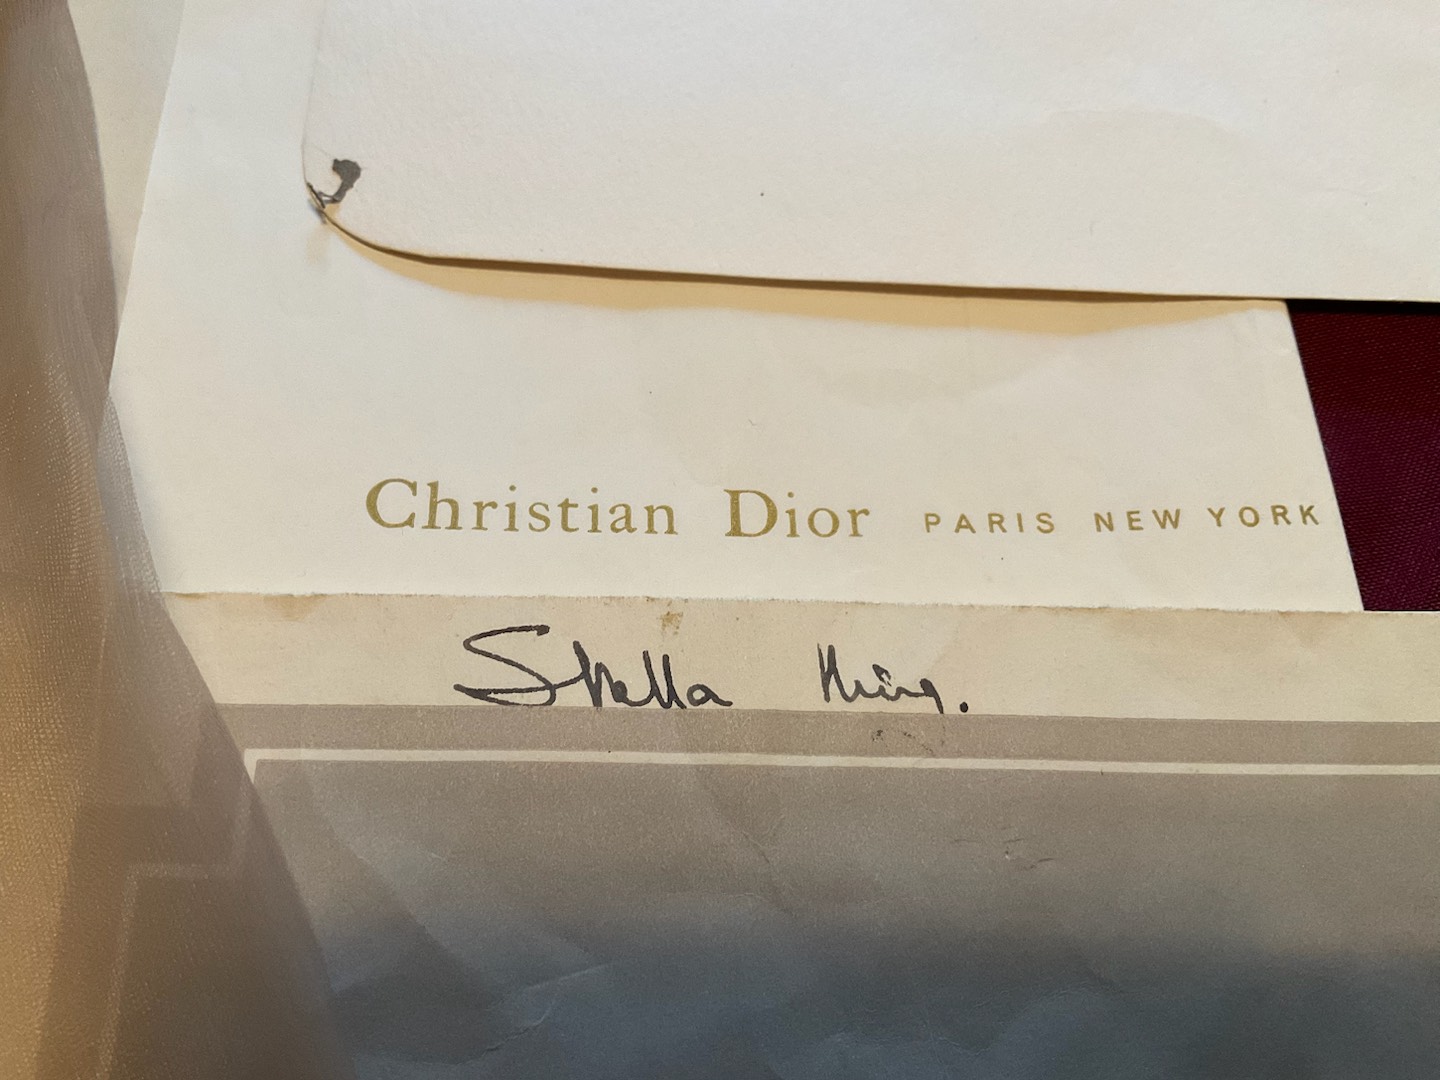 Christian Dior PARIS NEW YORK
Stella King.